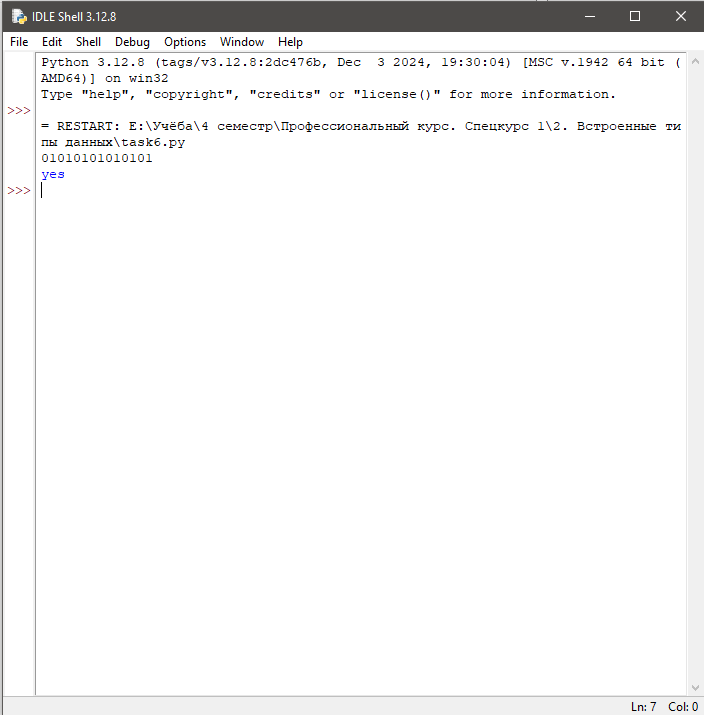 IDLE Shell 3.12.8
File Edit Shell Debug Options Window Help
Python 3.12.8 (tags/v3.12.8:2dc476b, Dec  3 2024, 19:30:04) [MSC v.1942 64 bit (
AMD64)] on win32
Type "help", "copyright", "credits" or "license()" for more information.
>>>
= RESTART: E:\Учёба\4 семестр\Профессиональный курс. Спецкурс 1\2. Встроенные ти
пы данных\task6.py
01010101010101
yes
>>>
Ln: 7 Col: 0